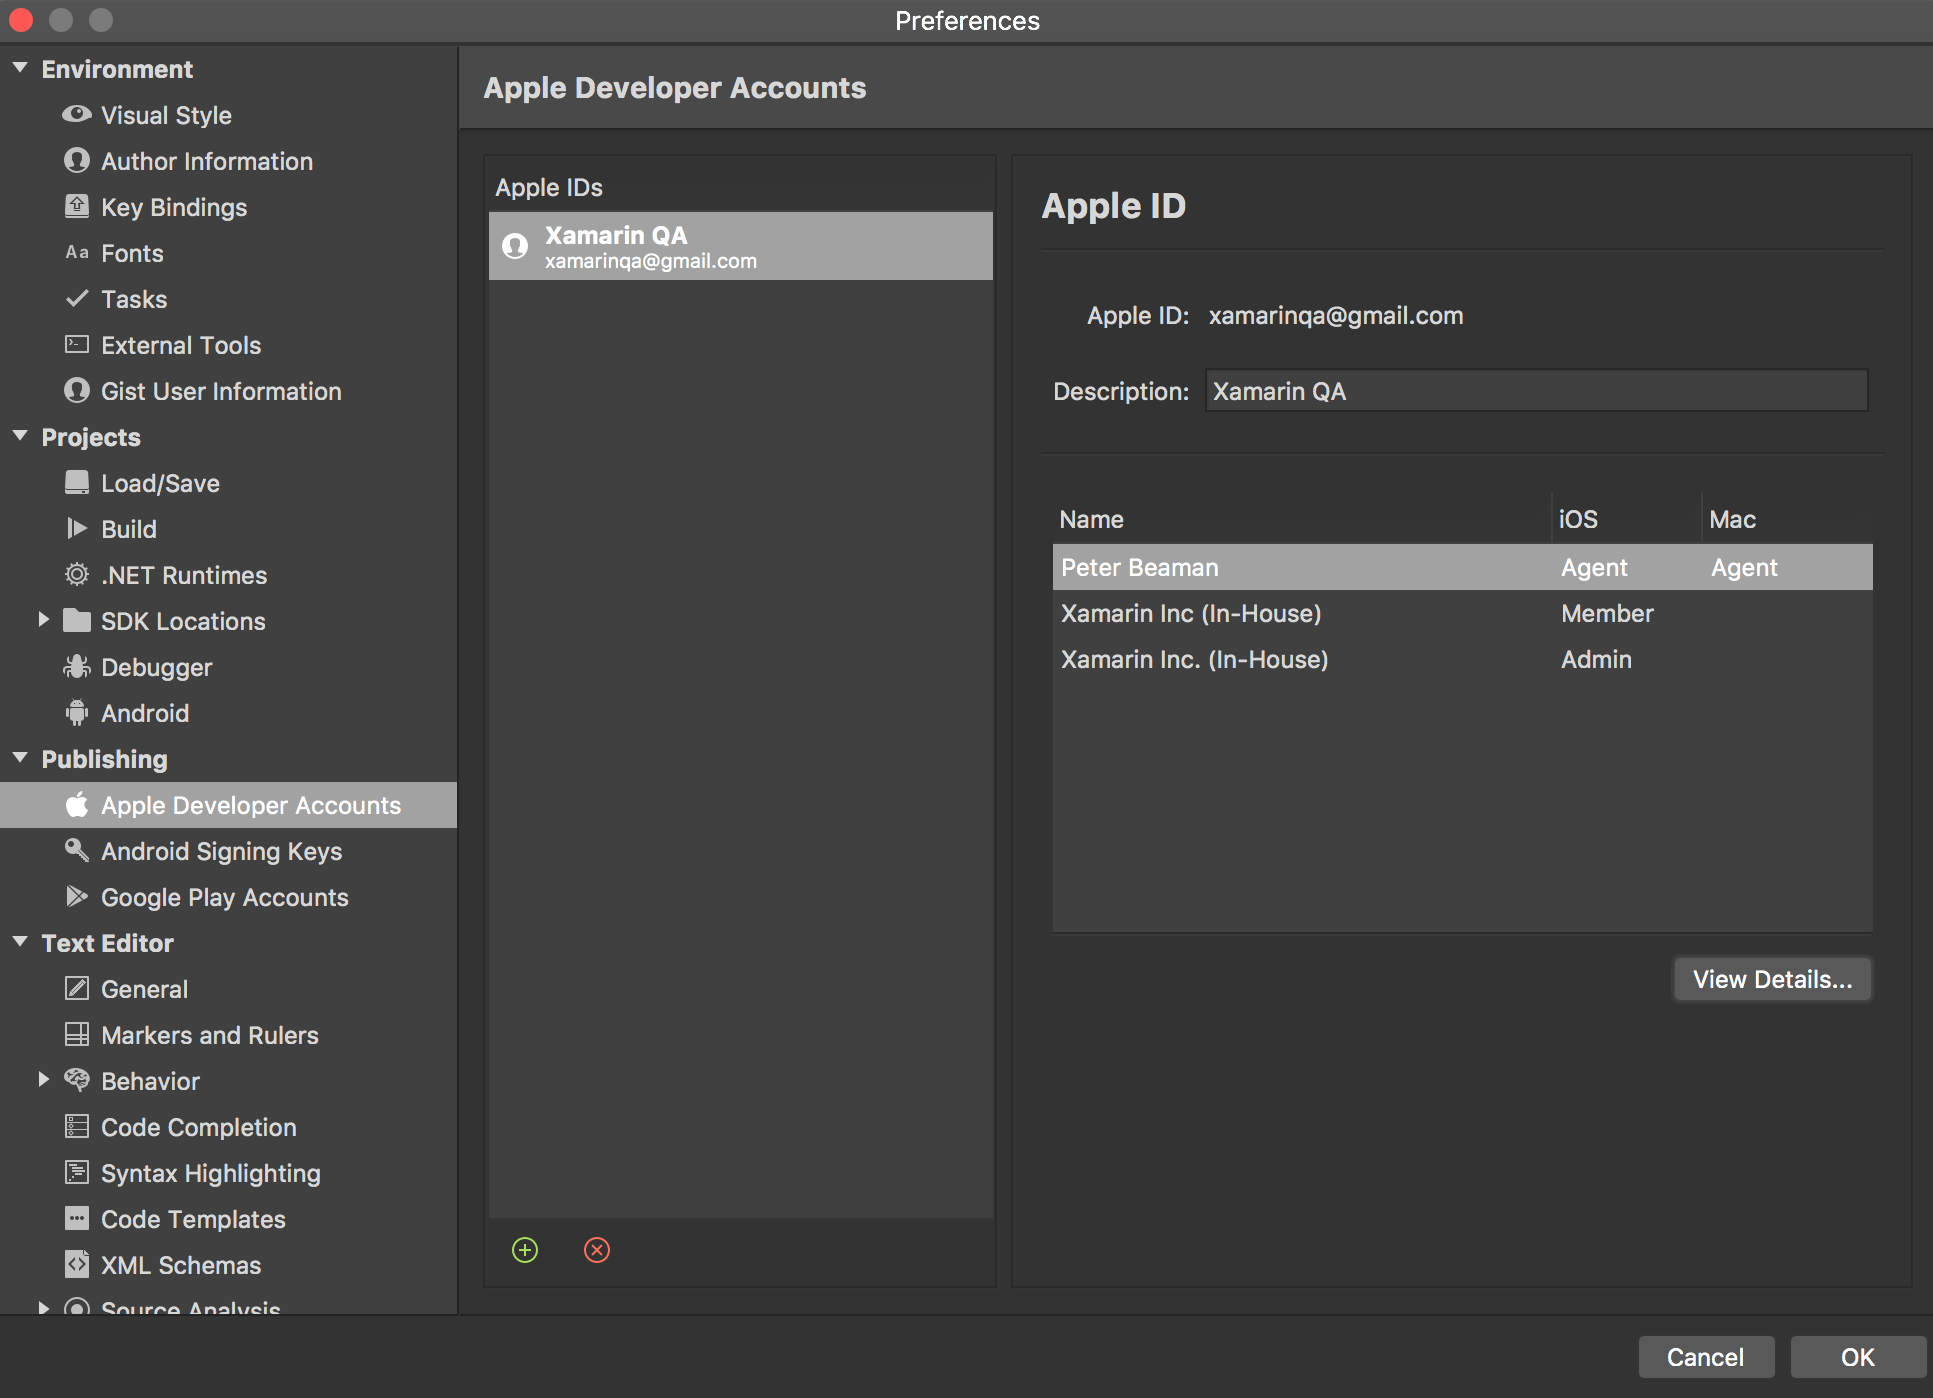 Preferences
Environment
Visual Style
Author Information
Key Bindings
Aa Fonts
Tasks
External Tools
Gist User Information
Projects
Load/Save
Build
.NET Runtimes
SDK Locations
Debugger
Android
Publishing
Apple Developer Accounts
Android Signing Keys
Google Play Accounts
Text Editor
General
Markers and Rulers
Behavior
Code Completion
Syntax Highlighting
Code Templates
XML Schemas
Source Analysis
Apple Developer Accounts
Apple IDs
Xamarin QA
xamarinqa@gmail.com
Apple ID
Apple ID: xamarinqa@gmail.com
Description: Xamarin QA
Name iOS Mac
Peter Beaman Agent Agent
Xamarin Inc (In-House) Member
Xamarin Inc. (In-House) Admin
View Details...
Cancel OK